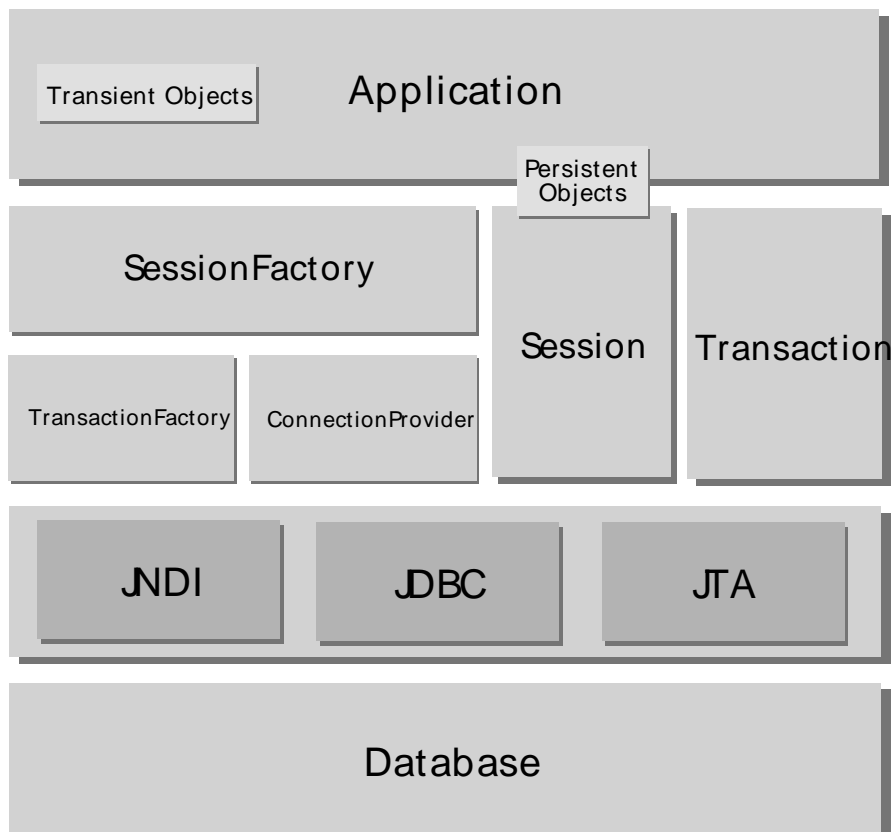 Transient Objects
Application
Persistent
Objects
SessionFactory
Session
Transaction
TransactionFactory
ConnectionProvider
JNDI
JDBC
JTA
Database